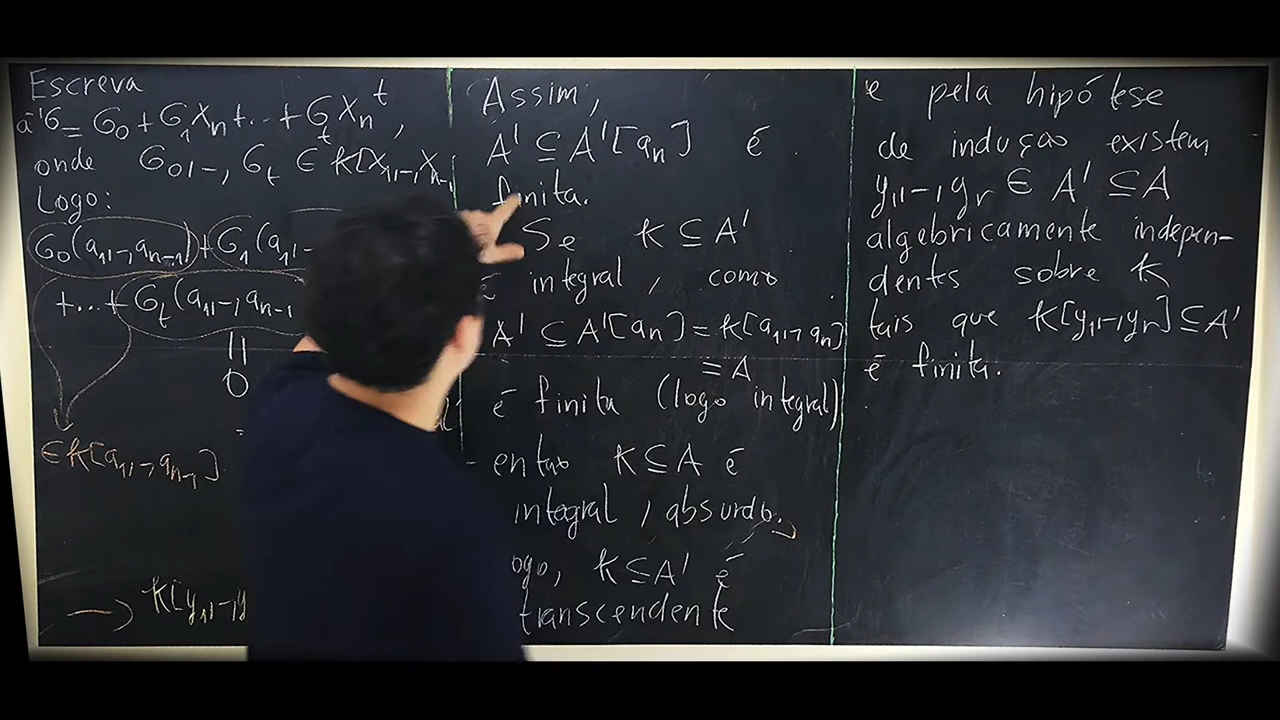 Escreva
a⁻¹G = G₀ + G₁Xₙ + ... + GₜXₙᵗ,
onde G₀,-,Gₜ ∈ K[X₁,-,Xₙ₋₁
Logo:
G₀(a₁,-,aₙ₋₁) + G₁(a₁,-
+...+ Gₜ(a₁,-,aₙ₋₁
||
0
∈ K[a₁,-,aₙ₋₁]
→ K[y₁,-,y
Assim,
A' ⊆ A'[aₙ] é
finita.
Se K ⊆ A'
é integral, como
A' ⊆ A'[aₙ] = K[a₁,-,aₙ]
= A
é finita (logo integral)
então K ⊆ A é
integral, absurdo.
ogo, K ⊆ A' é
transcendente
e pela hipótese
de indução existem
y₁,-,yᵣ ∈ A' ⊆ A
algebricamente indepen-
dentes sobre K
tais que K[y₁,-,yᵣ] ⊆ A'
é finita.